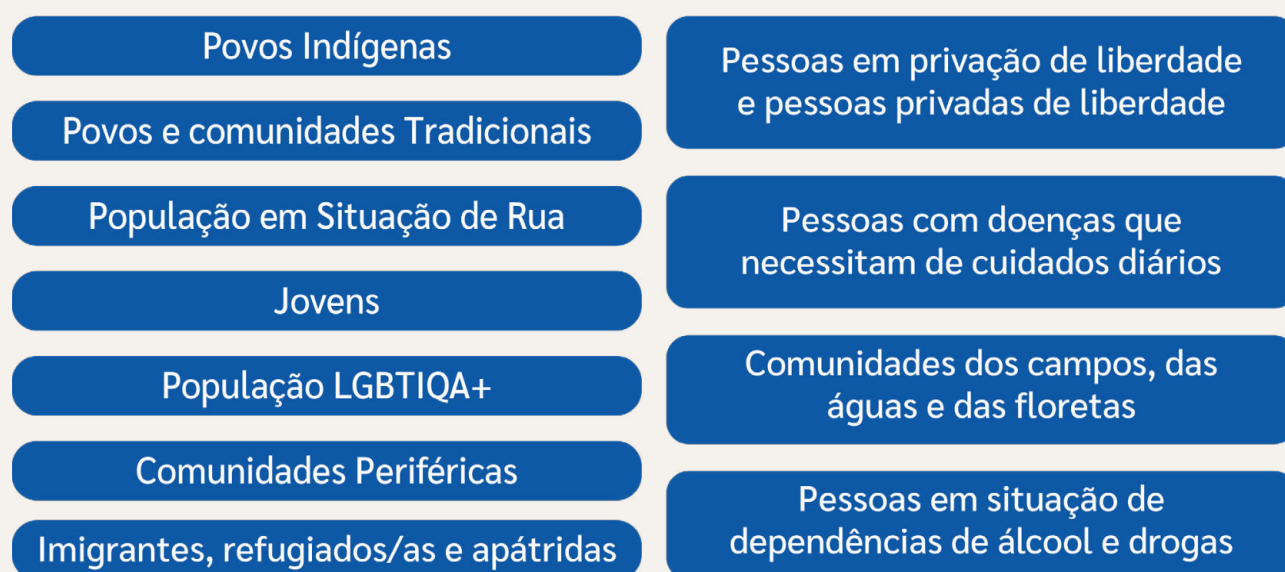 Povos Indígenas
Povos e comunidades Tradicionais
População em Situação de Rua
Jovens
População LGBTIQA+
Comunidades Periféricas
Imigrantes, refugiados/as e apátridas
Pessoas em privação de liberdade
e pessoas privadas de liberdade
Pessoas com doenças que
necessitam de cuidados diários
Comunidades dos campos, das
águas e das floretas
Pessoas em situação de
dependências de álcool e drogas